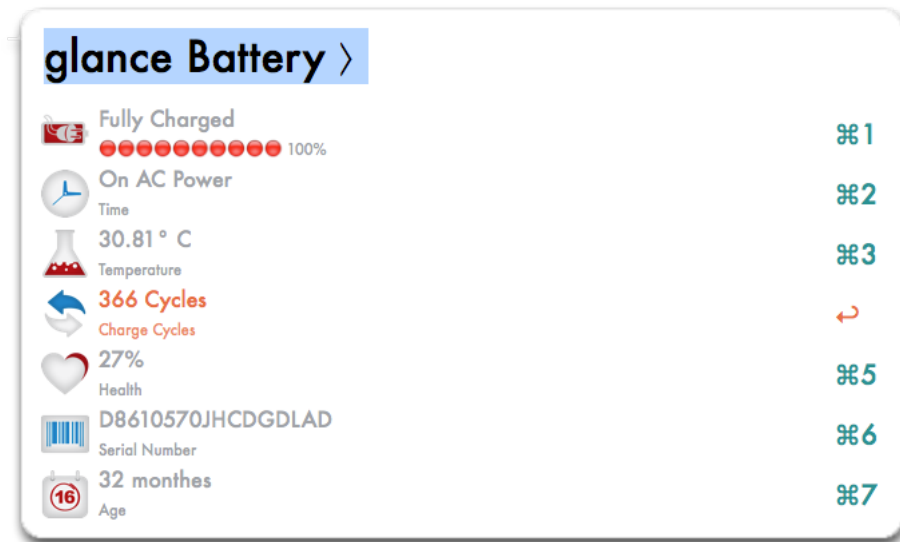 glance Battery 〉
Fully Charged
100%
⌘1
On AC Power
Time
⌘2
30.81° C
Temperature
⌘3
366 Cycles
Charge Cycles
↩
27%
Health
⌘5
D8610570JHCDGDLAD
Serial Number
⌘6
32 monthes
16
Age
⌘7